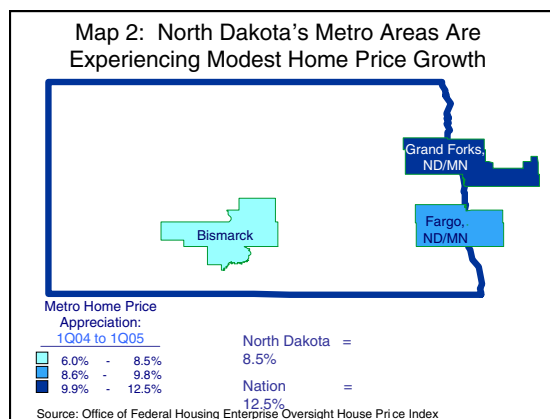 Map 2:  North Dakota's Metro Areas Are
Experiencing Modest Home Price Growth
Grand Forks,
ND/MN
Bismarck
Fargo,
ND/MN
Metro Home Price
Appreciation:
1Q04 to 1Q05
6.0% - 8.5%
8.6% - 9.8%
9.9% - 12.5%
North Dakota =
8.5%
Nation =
12.5%
Source: Office of Federal Housing Enterprise Oversight House Price Index